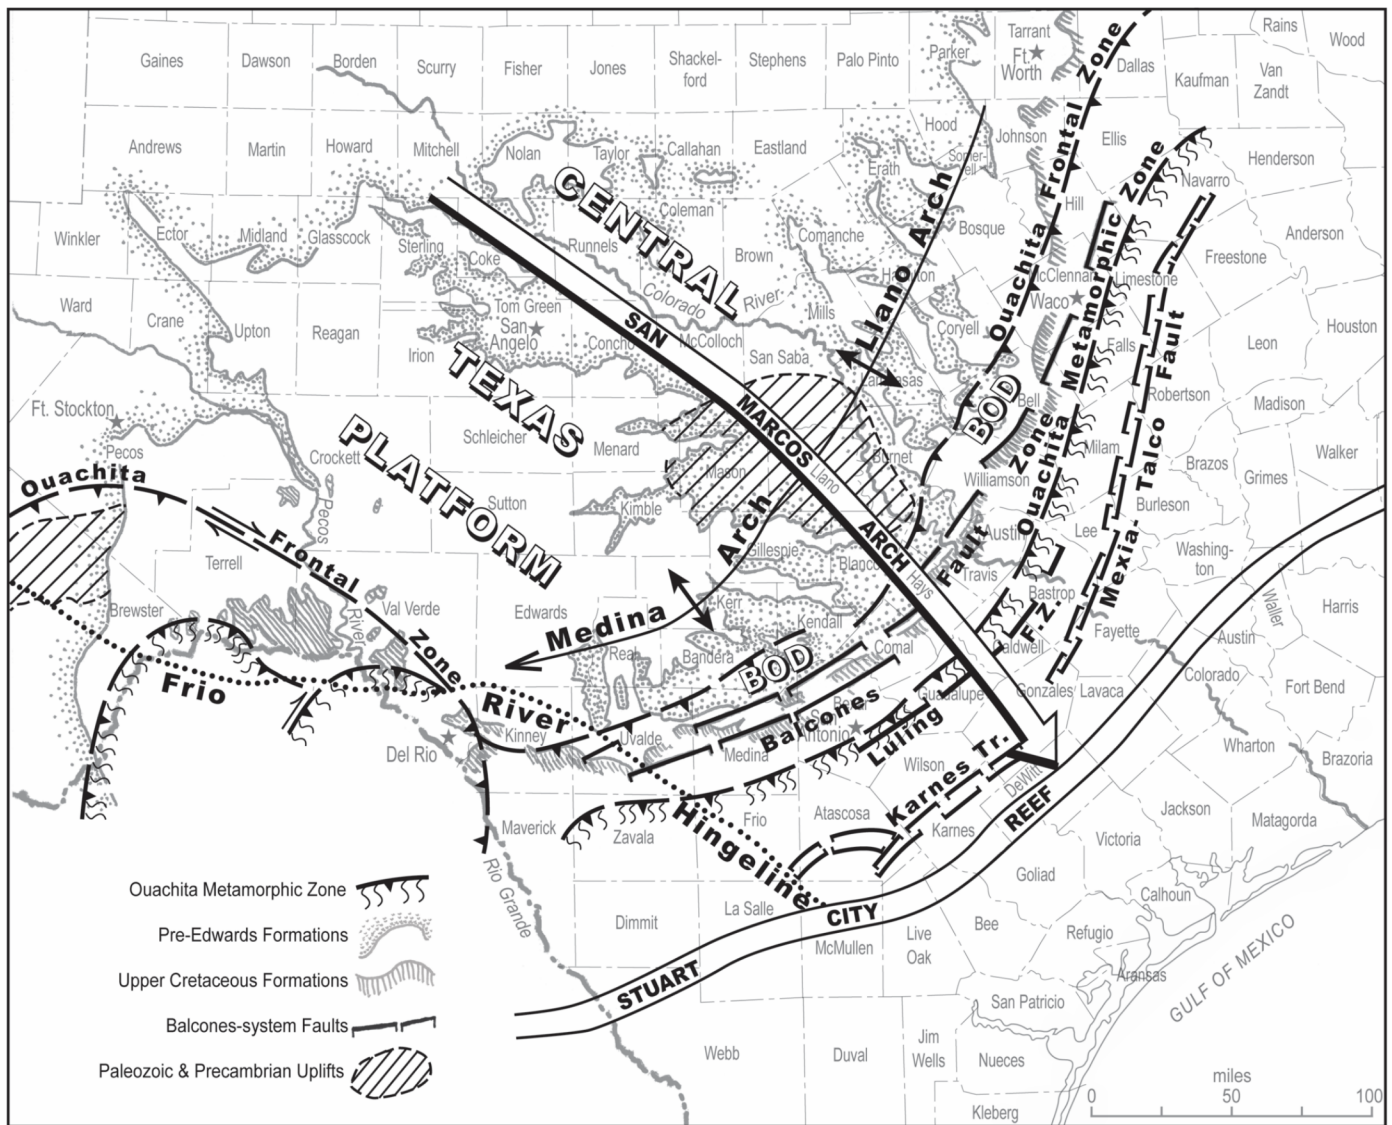 Gaines
Dawson
Borden
Scurry
Fisher
Jones
Shackel-
ford
Stephens
Palo Pinto
Parker
Tarrant
Ft.
Worth
Dallas
Kaufman
Van
Zandt
Rains
Wood
Andrews
Martin
Howard
Mitchell
Nolan
Taylor
Callahan
Eastland
Hood
Somer-
ell
Erath
Johnson
Ellis
Henderson
Navarro
Winkler
Ector
Midland
Glasscock
Sterling
Coke
Runnels
Coleman
Brown
Comanche
Bosque
Hill
Anderson
Freestone
Limestone
McClennan
Waco
Ward
Crane
Upton
Reagan
Irion
Tom Green
San
Angelo
Concho
McColloch
Colorado
River
San Saba
Mills
Coryell
Falls
Leon
Houston
Robertson
Madison
Walker
Bell
Milam
Brazos
Grimes
Burleson
Williamson
Burnet
Llano
Mason
Menard
Schleicher
Crockett
Sutton
Kimble
Ft. Stockton
Pecos
Pecos
River
Terrell
Brewster
Val Verde
Edwards
Real
Kerr
Gillespie
Blanco
Hays
Kendall
Bandera
Comal
Travis
Austin
Lee
Bastrop
Washing-
ton
Waller
Harris
Fayette
Austin
Colorado
Fort Bend
Gonzales
Lavaca
Wharton
Brazoria
Guadalupe
Medina
Uvalde
Kinney
Del Rio
Wilson
DeWitt
Karnes
Atascosa
Frio
Zavala
Maverick
Jackson
Matagorda
Victoria
Goliad
Calhoun
Bee
Refugio
Aransas
Live
Oak
McMullen
La Salle
Dimmit
Rio Grande
San Patricio
Jim
Wells
Nueces
Duval
Webb
Kleberg
GULF OF MEXICO
CENTRAL
TEXAS
PLATFORM
SAN
MARCOS
ARCH
Llano Arch
Medina Arch
BOD
BOD
Ouachita Frontal Zone
Ouachita Metamorphic Zone
Mexia-Talco Fault
Zone
Balcones Fault Zone
Luling F.Z.
Karnes Tr.
Ouachita Frontal Zone
Frio River Hingeline
STUART CITY REEF
Ouachita Metamorphic Zone
Pre-Edwards Formations
Upper Cretaceous Formations
Balcones-system Faults
Paleozoic & Precambrian Uplifts
miles
0 50 100